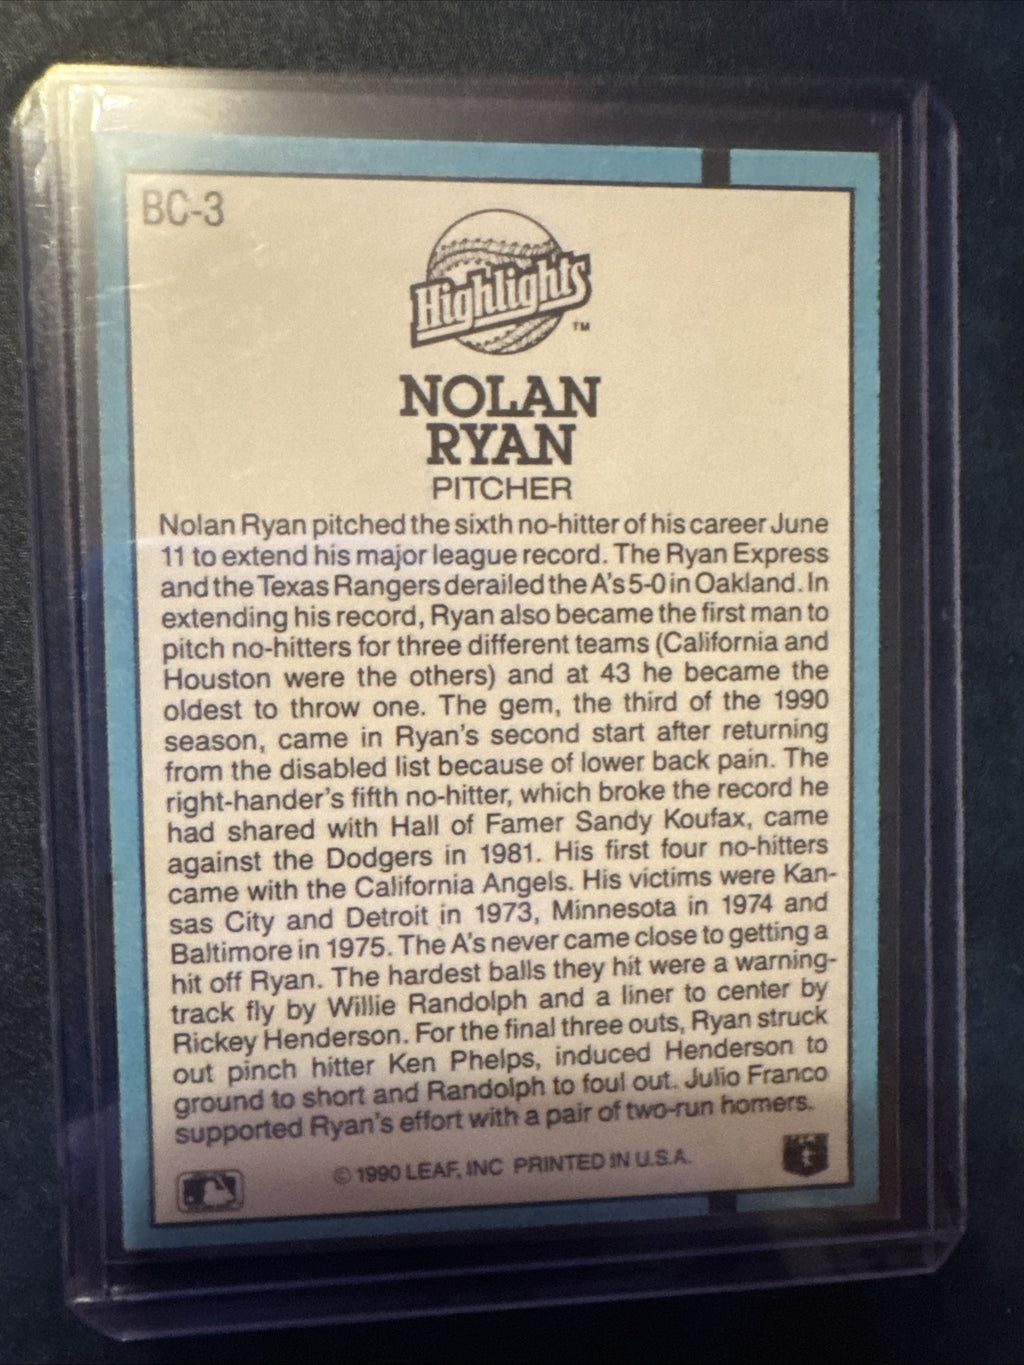 BC-3
Highlights
TM
NOLAN
RYAN
PITCHER
Nolan Ryan pitched the sixth no-hitter of his career June
11 to extend his major league record. The Ryan Express
and the Texas Rangers derailed the A's 5-0 in Oakland. In
extending his record, Ryan also became the first man to
pitch no-hitters for three different teams (California and
Houston were the others) and at 43 he became the
oldest to throw one. The gem, the third of the 1990
season, came in Ryan's second start after returning
from the disabled list because of lower back pain. The
right-hander's fifth no-hitter, which broke the record he
had shared with Hall of Famer Sandy Koufax, came
against the Dodgers in 1981. His first four no-hitters
came with the California Angels. His victims were Kan-
sas City and Detroit in 1973, Minnesota in 1974 and
Baltimore in 1975. The A's never came close to getting a
hit off Ryan. The hardest balls they hit were a warning-
track fly by Willie Randolph and a liner to center by
Rickey Henderson. For the final three outs, Ryan struck
out pinch hitter Ken Phelps, induced Henderson to
ground to short and Randolph to foul out. Julio Franco
supported Ryan's effort with a pair of two-run homers.
© 1990 LEAF, INC PRINTED IN U.S.A.